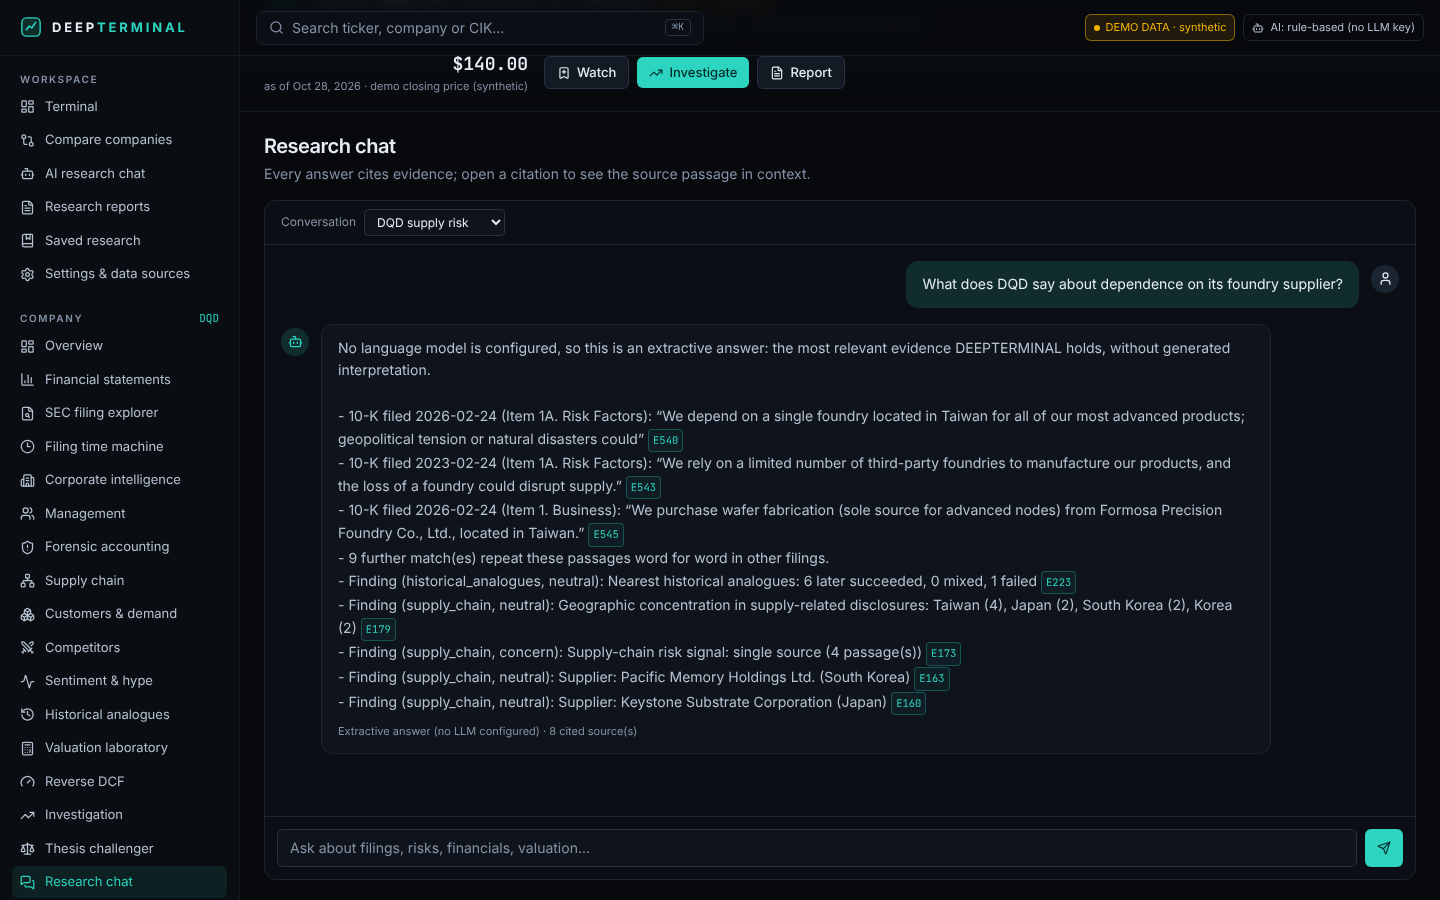 DEEPTERMINAL
Search ticker, company or CIK...
⌘K
DEMO DATA · synthetic
AI: rule-based (no LLM key)
WORKSPACE
Terminal
Compare companies
AI research chat
Research reports
Saved research
Settings & data sources
COMPANY
DQD
Overview
Financial statements
SEC filing explorer
Filing time machine
Corporate intelligence
Management
Forensic accounting
Supply chain
Customers & demand
Competitors
Sentiment & hype
Historical analogues
Valuation laboratory
Reverse DCF
Investigation
Thesis challenger
Research chat
$140.00
as of Oct 28, 2026 · demo closing price (synthetic)
Watch
Investigate
Report
Research chat
Every answer cites evidence; open a citation to see the source passage in context.
Conversation
DQD supply risk
What does DQD say about dependence on its foundry supplier?
No language model is configured, so this is an extractive answer: the most relevant evidence DEEPTERMINAL holds, without generated
interpretation.
- 10-K filed 2026-02-24 (Item 1A. Risk Factors): “We depend on a single foundry located in Taiwan for all of our most advanced products;
geopolitical tension or natural disasters could” E540
- 10-K filed 2023-02-24 (Item 1A. Risk Factors): “We rely on a limited number of third-party foundries to manufacture our products, and
the loss of a foundry could disrupt supply.” E543
- 10-K filed 2026-02-24 (Item 1. Business): “We purchase wafer fabrication (sole source for advanced nodes) from Formosa Precision
Foundry Co., Ltd., located in Taiwan.” E545
- 9 further match(es) repeat these passages word for word in other filings.
- Finding (historical_analogues, neutral): Nearest historical analogues: 6 later succeeded, 0 mixed, 1 failed E223
- Finding (supply_chain, neutral): Geographic concentration in supply-related disclosures: Taiwan (4), Japan (2), South Korea (2), Korea
(2) E179
- Finding (supply_chain, concern): Supply-chain risk signal: single source (4 passage(s)) E173
- Finding (supply_chain, neutral): Supplier: Pacific Memory Holdings Ltd. (South Korea) E163
- Finding (supply_chain, neutral): Supplier: Keystone Substrate Corporation (Japan) E160
Extractive answer (no LLM configured) · 8 cited source(s)
Ask about filings, risks, financials, valuation...